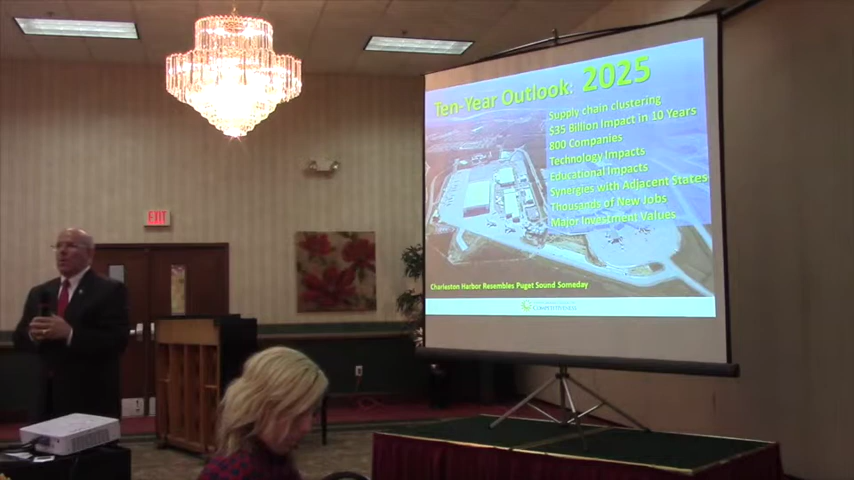 EXIT
Ten-Year Outlook: 2025
Supply chain clustering
$35 Billion Impact in 10 Years
800 Companies
Technology Impacts
Educational Impacts
Synergies with Adjacent States
Thousands of New Jobs
Major Investment Values
Charleston Harbor Resembles Puget Sound Someday